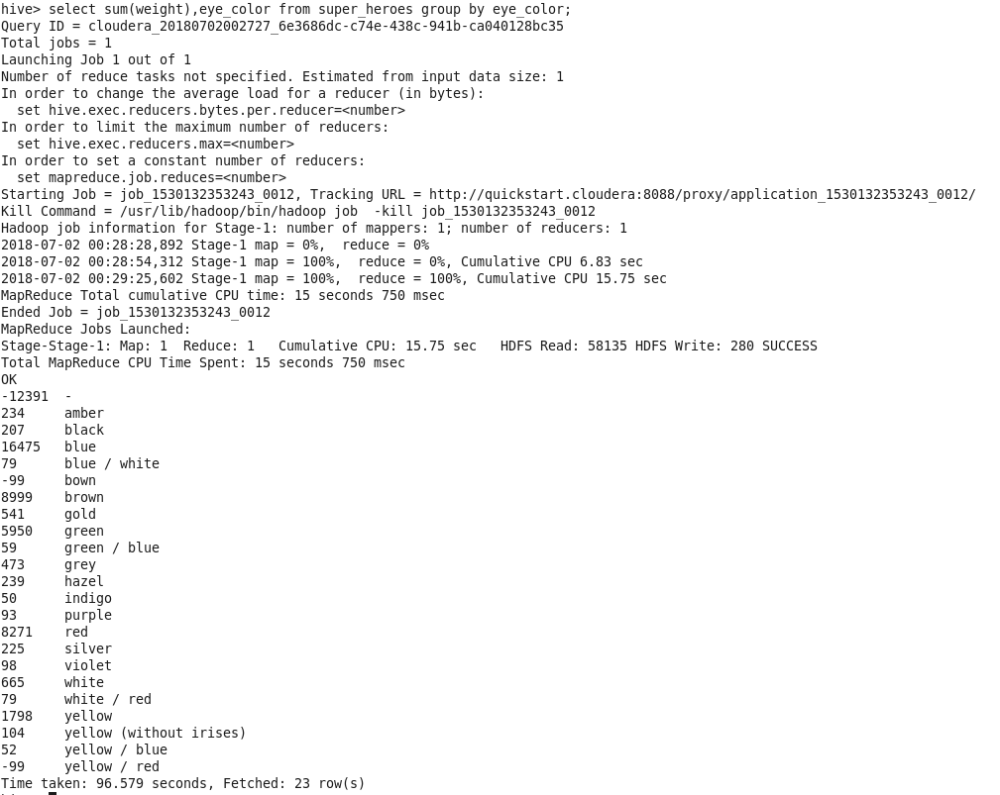 hive> select sum(weight),eye_color from super_heroes group by eye_color;
Query ID = cloudera_20180702002727_6e3686dc-c74e-438c-941b-ca040128bc35
Total jobs = 1
Launching Job 1 out of 1
Number of reduce tasks not specified. Estimated from input data size: 1
In order to change the average load for a reducer (in bytes):
  set hive.exec.reducers.bytes.per.reducer=<number>
In order to limit the maximum number of reducers:
  set hive.exec.reducers.max=<number>
In order to set a constant number of reducers:
  set mapreduce.job.reduces=<number>
Starting Job = job_1530132353243_0012, Tracking URL = http://quickstart.cloudera:8088/proxy/application_1530132353243_0012/
Kill Command = /usr/lib/hadoop/bin/hadoop job  -kill job_1530132353243_0012
Hadoop job information for Stage-1: number of mappers: 1; number of reducers: 1
2018-07-02 00:28:28,892 Stage-1 map = 0%,  reduce = 0%
2018-07-02 00:28:54,312 Stage-1 map = 100%,  reduce = 0%, Cumulative CPU 6.83 sec
2018-07-02 00:29:25,602 Stage-1 map = 100%,  reduce = 100%, Cumulative CPU 15.75 sec
MapReduce Total cumulative CPU time: 15 seconds 750 msec
Ended Job = job_1530132353243_0012
MapReduce Jobs Launched:
Stage-Stage-1: Map: 1  Reduce: 1   Cumulative CPU: 15.75 sec   HDFS Read: 58135 HDFS Write: 280 SUCCESS
Total MapReduce CPU Time Spent: 15 seconds 750 msec
OK
-12391  -
234     amber
207     black
16475   blue
79      blue / white
-99     bown
8999    brown
541     gold
5950    green
59      green / blue
473     grey
239     hazel
50      indigo
93      purple
8271    red
225     silver
98      violet
665     white
79      white / red
1798    yellow
104     yellow (without irises)
52      yellow / blue
-99     yellow / red
Time taken: 96.579 seconds, Fetched: 23 row(s)